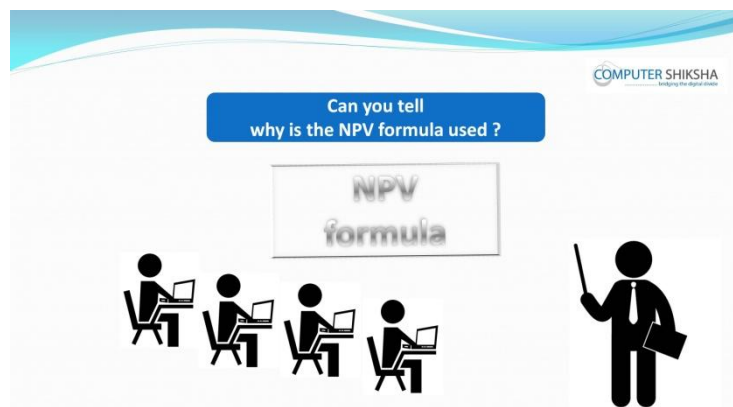 COMPUTER SHIKSHA
bridging the digital divide
Can you tell
why is the NPV formula used ?
NPV
formula